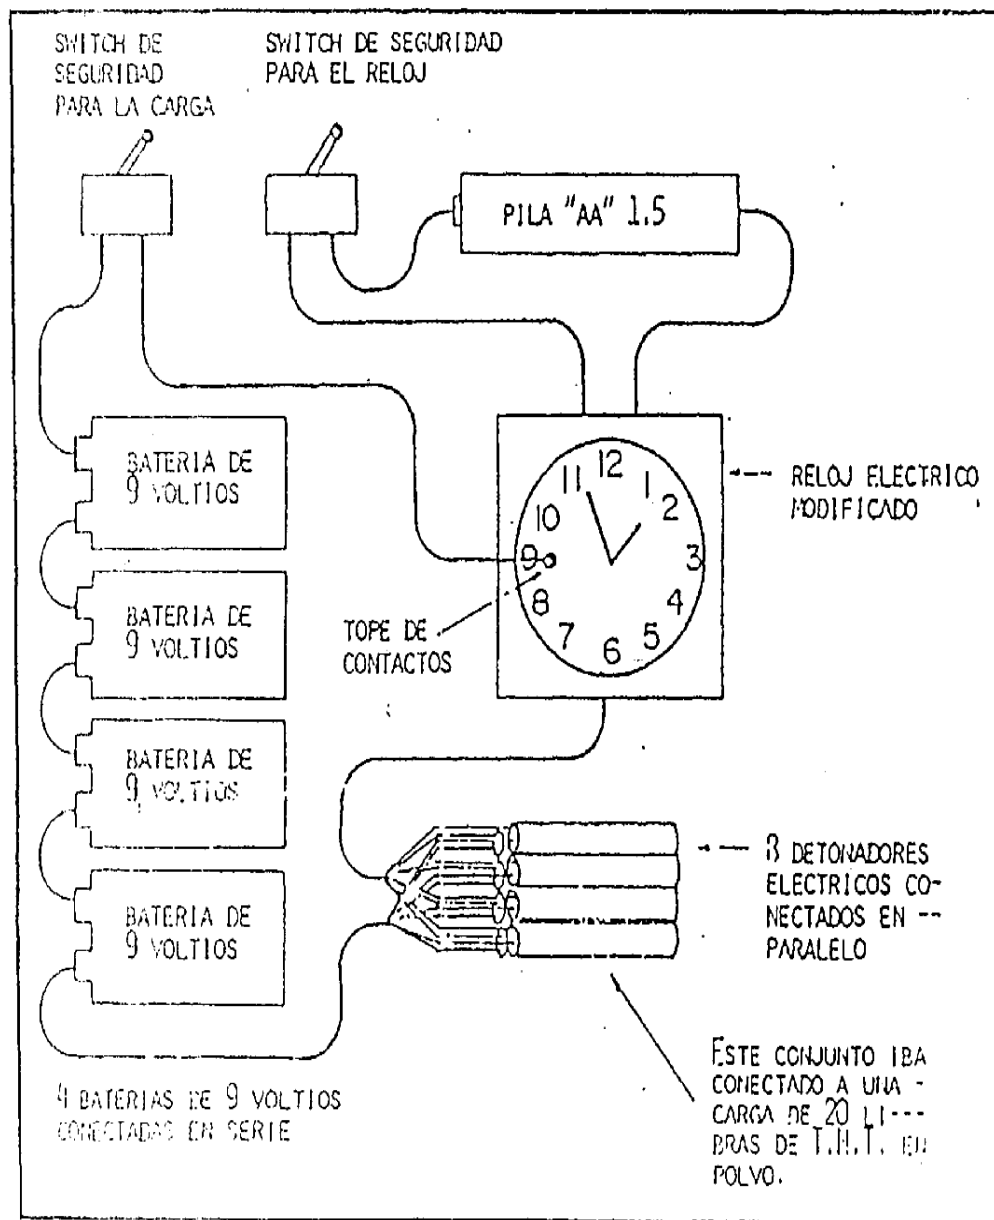 SWITCH DE
SEGURIDAD
PARA LA CARGA
SWITCH DE SEGURIDAD
PARA EL RELOJ
PILA "AA" 1.5
BATERIA DE
9 VOLTIOS
12
1
2
3
4
5
6
7
8
9
10
11
RELOJ ELECTRICO
MODIFICADO
BATERIA DE
9 VOLTIOS
TOPE DE
CONTACTOS
BATERIA DE
9 VOLTIOS
BATERIA DE
9 VOLTIOS
8 DETONADORES
ELECTRICOS CO-
NECTADOS EN --
PARALELO
4 BATERIAS DE 9 VOLTIOS
CONECTADAS EN SERIE
ESTE CONJUNTO IBA
CONECTADO A UNA -
CARGA DE 20 LI---
BRAS DE T.N.T. EN
POLVO.